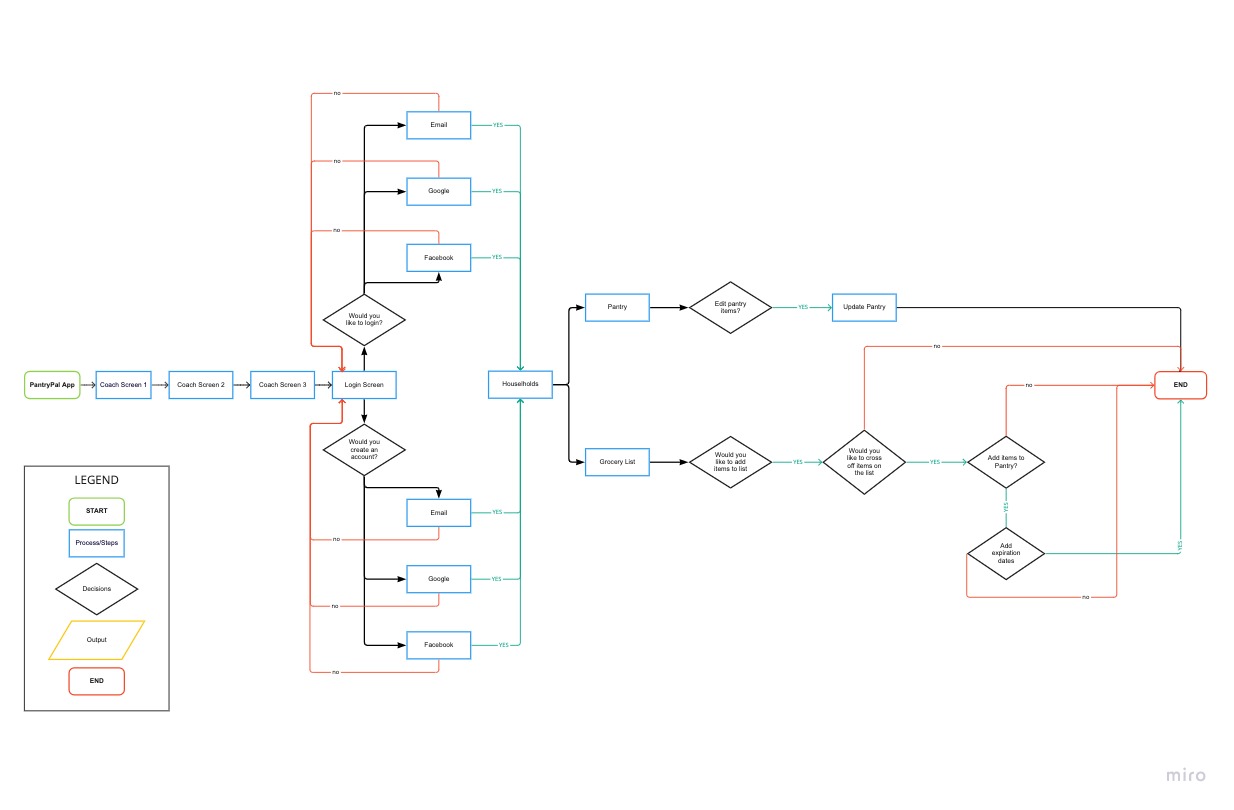 no
Email
YES
no
Google
YES
no
Facebook
YES
Would you
like to login?
Pantry
Edit pantry
items?
YES
Update Pantry
no
PantryPal App
Coach Screen 1
Coach Screen 2
Coach Screen 3
Login Screen
Households
no
END
Would you
create an
account?
Grocery List
Would you
like to add
items to list
YES
Would you
like to cross
off items on
the list
YES
Add items to
Pantry?
YES
Add
expiration
dates
YES
no
Email
YES
no
Google
YES
no
Facebook
YES
no
LEGEND
START
Process/Steps
Decisions
Output
END
miro